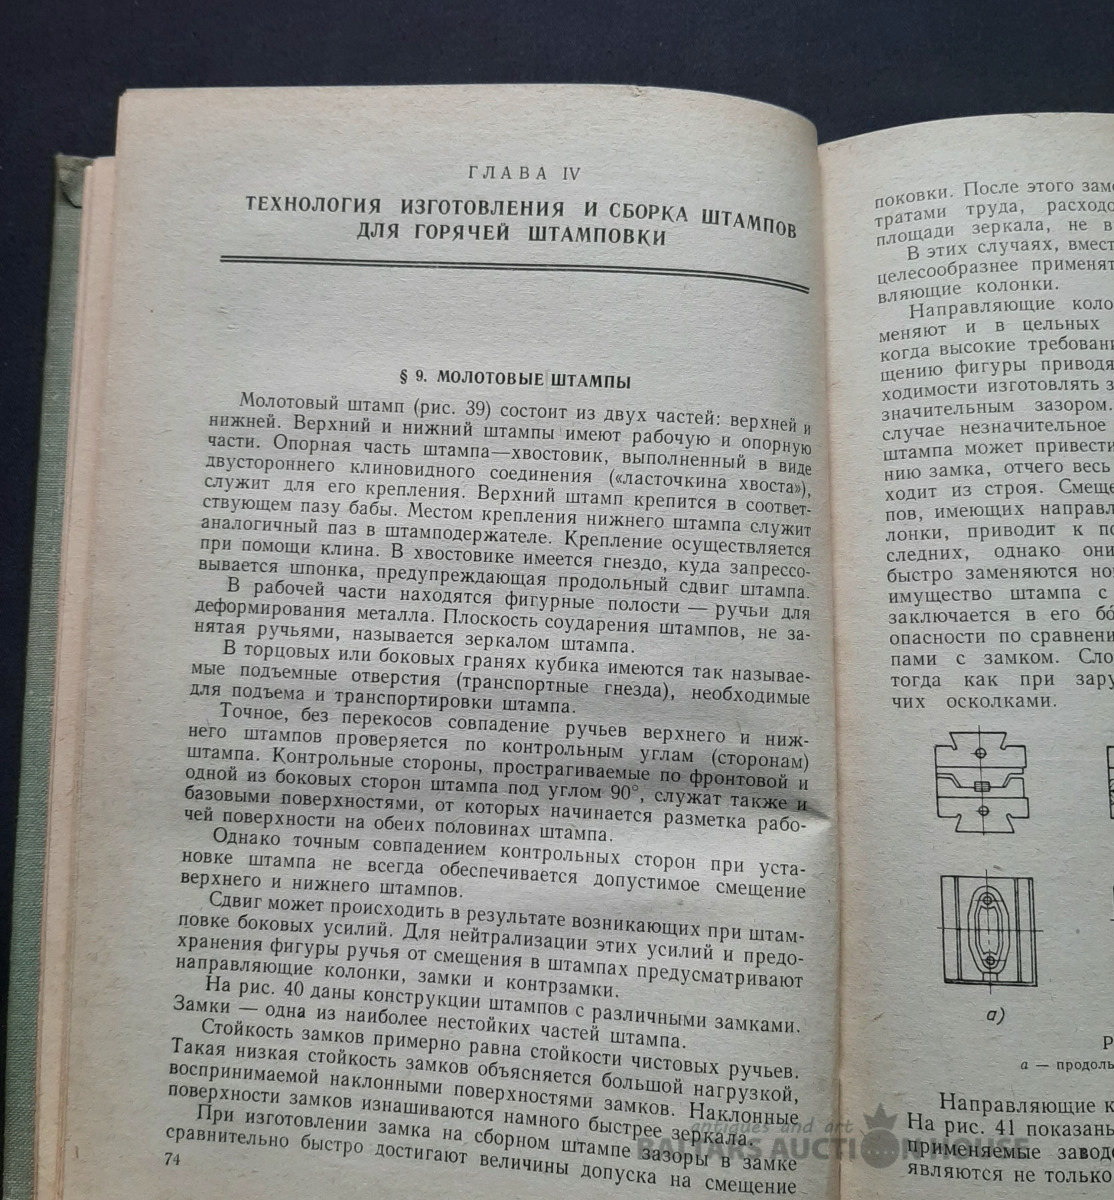 ГЛАВА IV
ТЕХНОЛОГИЯ ИЗГОТОВЛЕНИЯ И СБОРКА ШТАМПОВ
ДЛЯ ГОРЯЧЕЙ ШТАМПОВКИ
§ 9. МОЛОТОВЫЕ ШТАМПЫ
Молотовый штамп (рис. 39) состоит из двух частей: верхней и
нижней. Верхний и нижний штампы имеют рабочую и опорную
части. Опорная часть штампа—хвостовик, выполненный в виде
двустороннего клиновидного соединения («ласточкина хвоста»),
служит для его крепления. Верхний штамп крепится в соответ-
ствующем пазу бабы. Местом крепления нижнего штампа служит
аналогичный паз в штамподержателе. Крепление осуществляется
при помощи клина. В хвостовике имеется гнездо, куда запрессо-
вывается шпонка, предупреждающая продольный сдвиг штампа.
В рабочей части находятся фигурные полости — ручьи для
деформирования металла. Плоскость соударения штампов, не за-
нятая ручьями, называется зеркалом штампа.
В торцовых или боковых гранях кубика имеются так называе-
мые подъемные отверстия (транспортные гнезда), необходимые
для подъема и транспортировки штампа.
Точное, без перекосов совпадение ручьев верхнего и ниж-
него штампов проверяется по контрольным углам (сторонам)
штампа. Контрольные стороны, прострагиваемые по фронтовой и
одной из боковых сторон штампа под углом 90°, служат также и
базовыми поверхностями, от которых начинается разметка рабо-
чей поверхности на обеих половинах штампа.
Однако точным совпадением контрольных сторон при уста-
новке штампа не всегда обеспечивается допустимое смещение
верхнего и нижнего штампов.
Сдвиг может происходить в результате возникающих при штам-
повке боковых усилий. Для нейтрализации этих усилий и предо-
хранения фигуры ручья от смещения в штампах предусматривают
направляющие колонки, замки и контрзамки.
На рис. 40 даны конструкции штампов с различными замками.
Замки — одна из наиболее нестойких частей штампа.
Стойкость замков примерно равна стойкости чистовых ручьев.
Такая низкая стойкость замков объясняется большой нагрузкой,
воспринимаемой наклонными поверхностями замков. Наклонные
поверхности замков изнашиваются намного быстрее зеркала.
При изготовлении замка на сборном штампе зазоры в замке
сравнительно быстро достигают величины допуска на смещение
74
поковки. После этого зам
тратами труда, расход
площади зеркала, не в
В этих случаях, вмест
целесообразнее применят
вляющие колонки.
Направляющие коло
меняют и в цельных
когда высокие требован
щению фигуры приводя
ходимости изготовлять з
значительным зазором.
случае незначительное
штампа может привести
нию замка, отчего весь
ходит из строя. Смеще
пов, имеющих направл
лонки, приводит к по
следних, однако они
быстро заменяются но
имущество штампа с
заключается в его бо́
опасности по сравнени
пами с замком. Сло
тогда как при зару
чих осколками.
а)
Р
а — продоль
Направляющие к
На рис. 41 показаны
применяемые заводо
являются не только
antiques and art
BALTARS AUCTION HOUSE